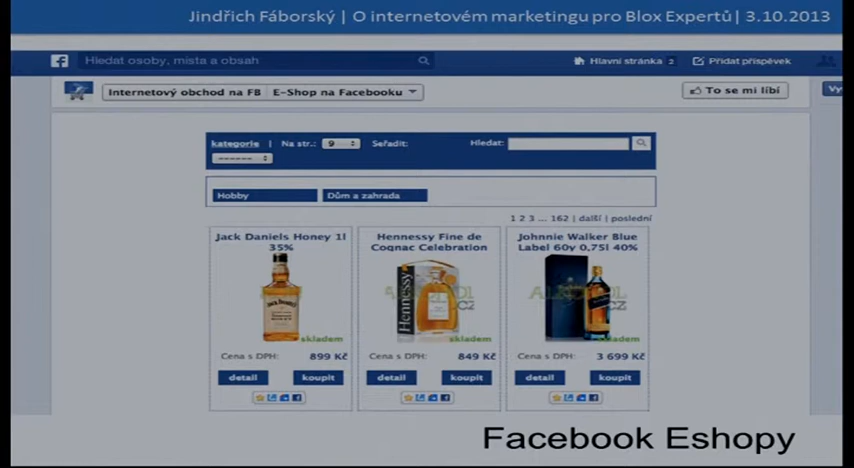 Jindřich Fáborský | O internetovém marketingu pro Blox Expertů| 3.10.2013
Hledat osoby, místa a obsah
Hlavní stránka 2
Přidat příspěvek
Internetový obchod na FB
E-Shop na Facebooku
To se mi líbí
kategorie | Na str.: 9 Seřadit: Hledat:
------
Hobby
Dům a zahrada
1 2 3 ... 162 | další | poslední
Jack Daniels Honey 1l
35%
Hennessy Fine de
Cognac Celebration
Johnnie Walker Blue
Label 60y 0,75l 40%
skladem
skladem
skladem
Cena s DPH: 899 Kč
Cena s DPH: 849 Kč
Cena s DPH: 3 699 Kč
detail koupit
detail koupit
detail koupit
Facebook Eshopy